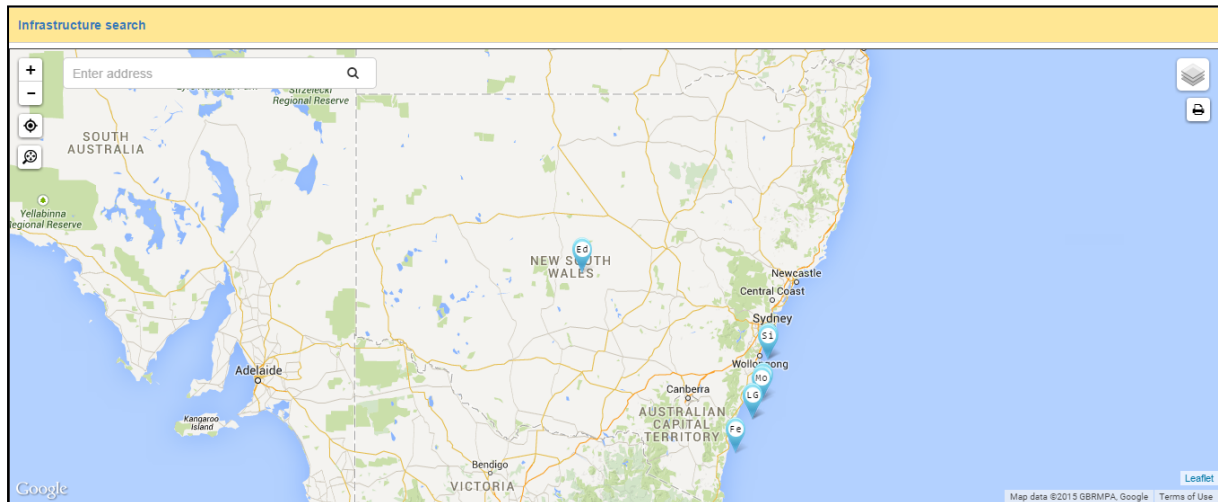 Infrastructure search
+
Enter address
−
Strzelecki
Regional Reserve
SOUTH
AUSTRALIA
Yellabinna
Regional Reserve
Ed
NEW SOUTH
WALES
Newcastle
Central Coast
Sydney
Si
Wollongong
Adelaide
Mo
Canberra
LG
AUSTRALIAN
CAPITAL
TERRITORY
Kangaroo
Island
Fe
Bendigo
VICTORIA
Leaflet
Google
Map data ©2015 GBRMPA, Google
Terms of Use